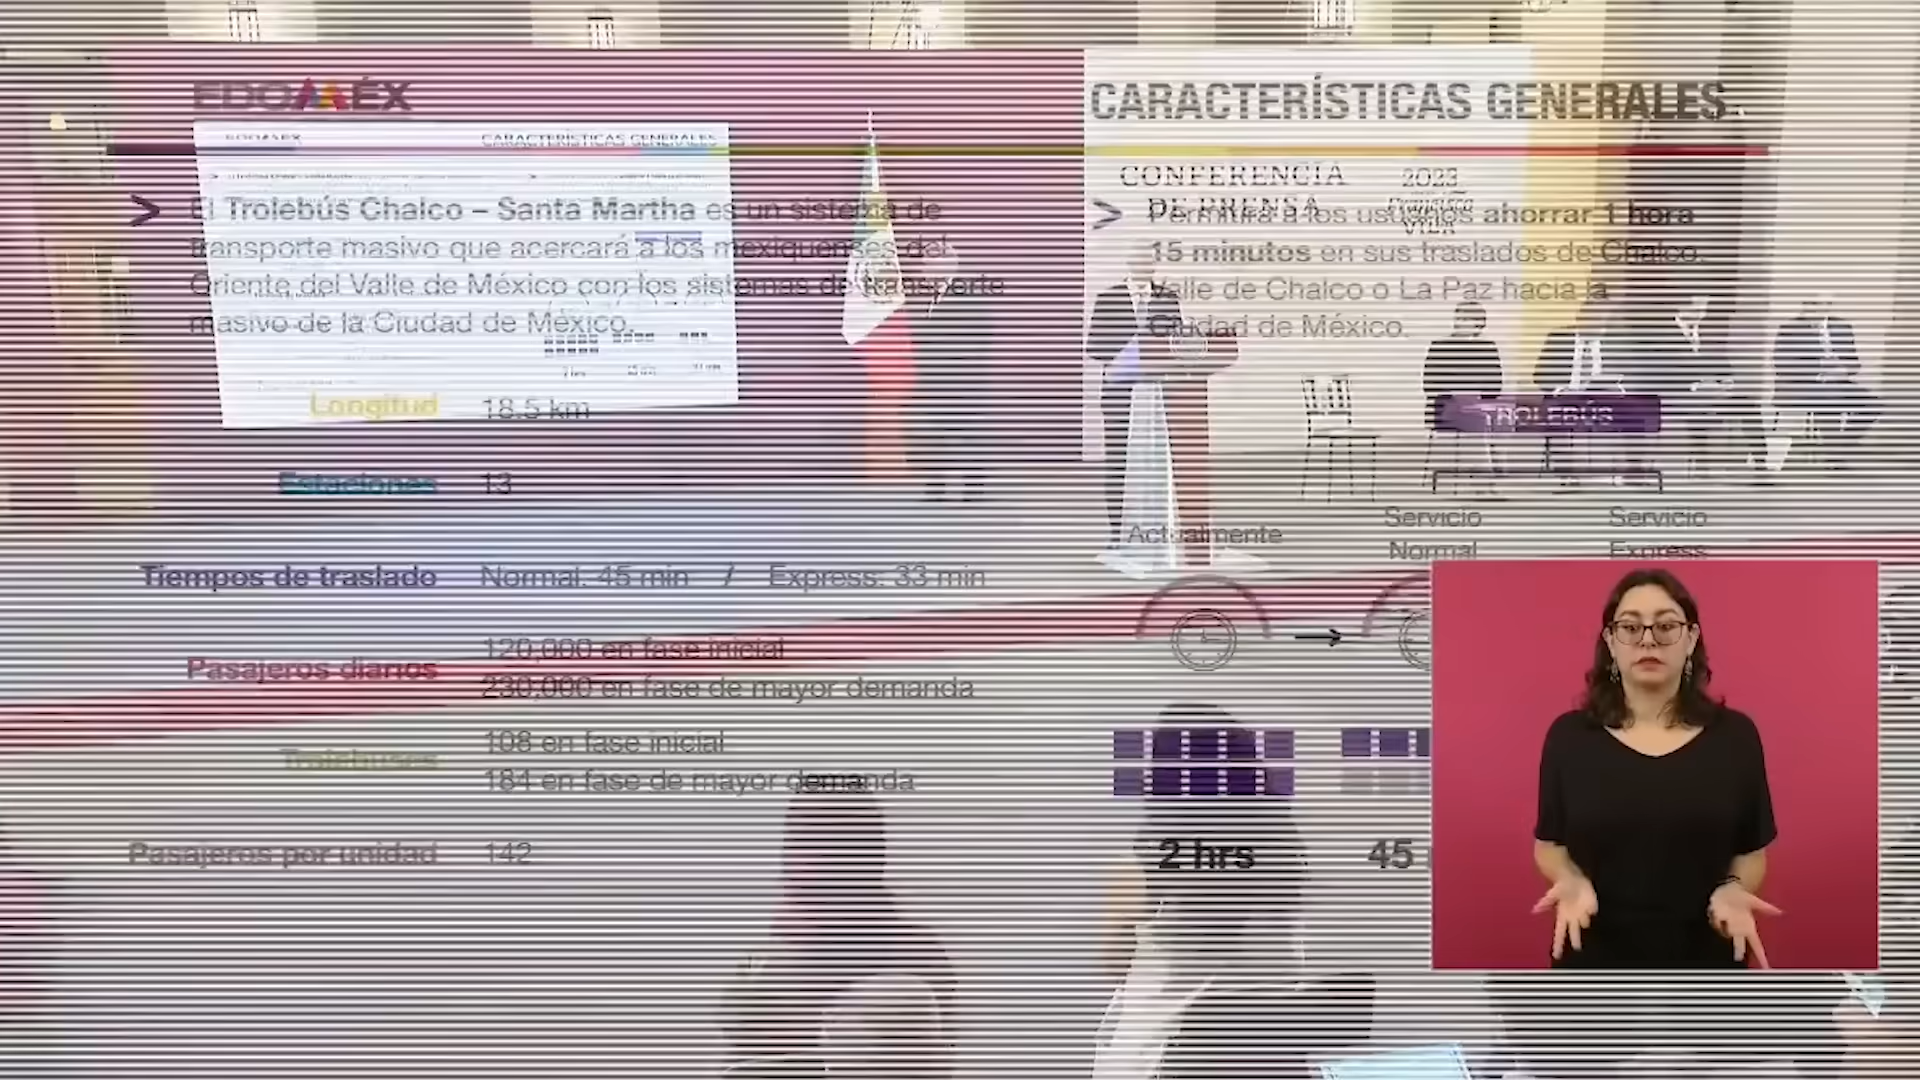 EDOMÉX
CARACTERÍSTICAS GENERALES
EDOMÉX
CARACTERÍSTICAS GENERALES
CONFERENCIA
DE PRENSA
2023
Francisco
VILLA
El Trolebús Chalco – Santa Martha es un sistema de
transporte masivo que acercará a los mexiquenses del
Oriente del Valle de México con los sistemas de transporte
masivo de la Ciudad de México.
Permitirá a los usuarios ahorrar 1 hora
15 minutos en sus traslados de Chalco,
Valle de Chalco o La Paz hacia la
Ciudad de México.
Longitud 18.5 km
TROLEBÚS
Estaciones 13
Tiempos de traslado Normal: 45 min / Express: 33 min
Pasajeros diarios 120,000 en fase inicial
230,000 en fase de mayor demanda
Trolebuses 108 en fase inicial
184 en fase de mayor demanda
Pasajeros por unidad 142
Actualmente
Servicio
Normal
Servicio
Express
2 hrs
45